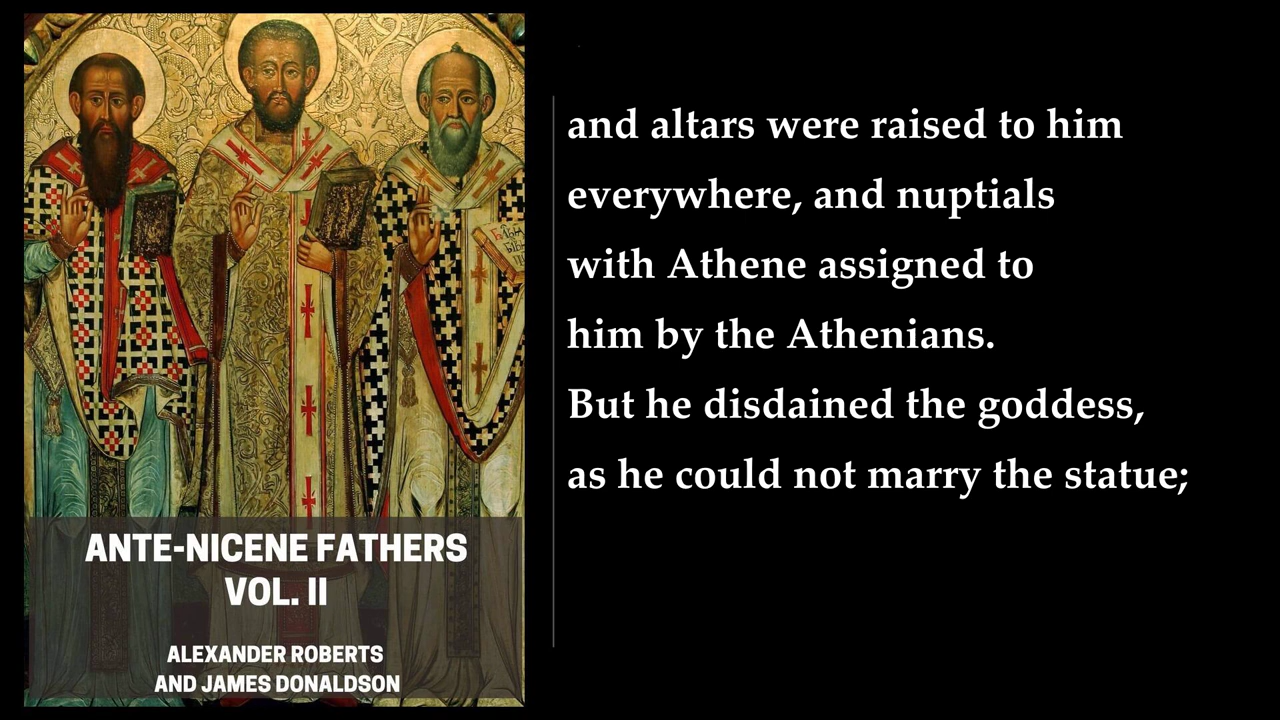 and altars were raised to him
everywhere, and nuptials
with Athene assigned to
him by the Athenians.
But he disdained the goddess,
as he could not marry the statue;
ANTE-NICENE FATHERS
VOL. II
ALEXANDER ROBERTS
AND JAMES DONALDSON